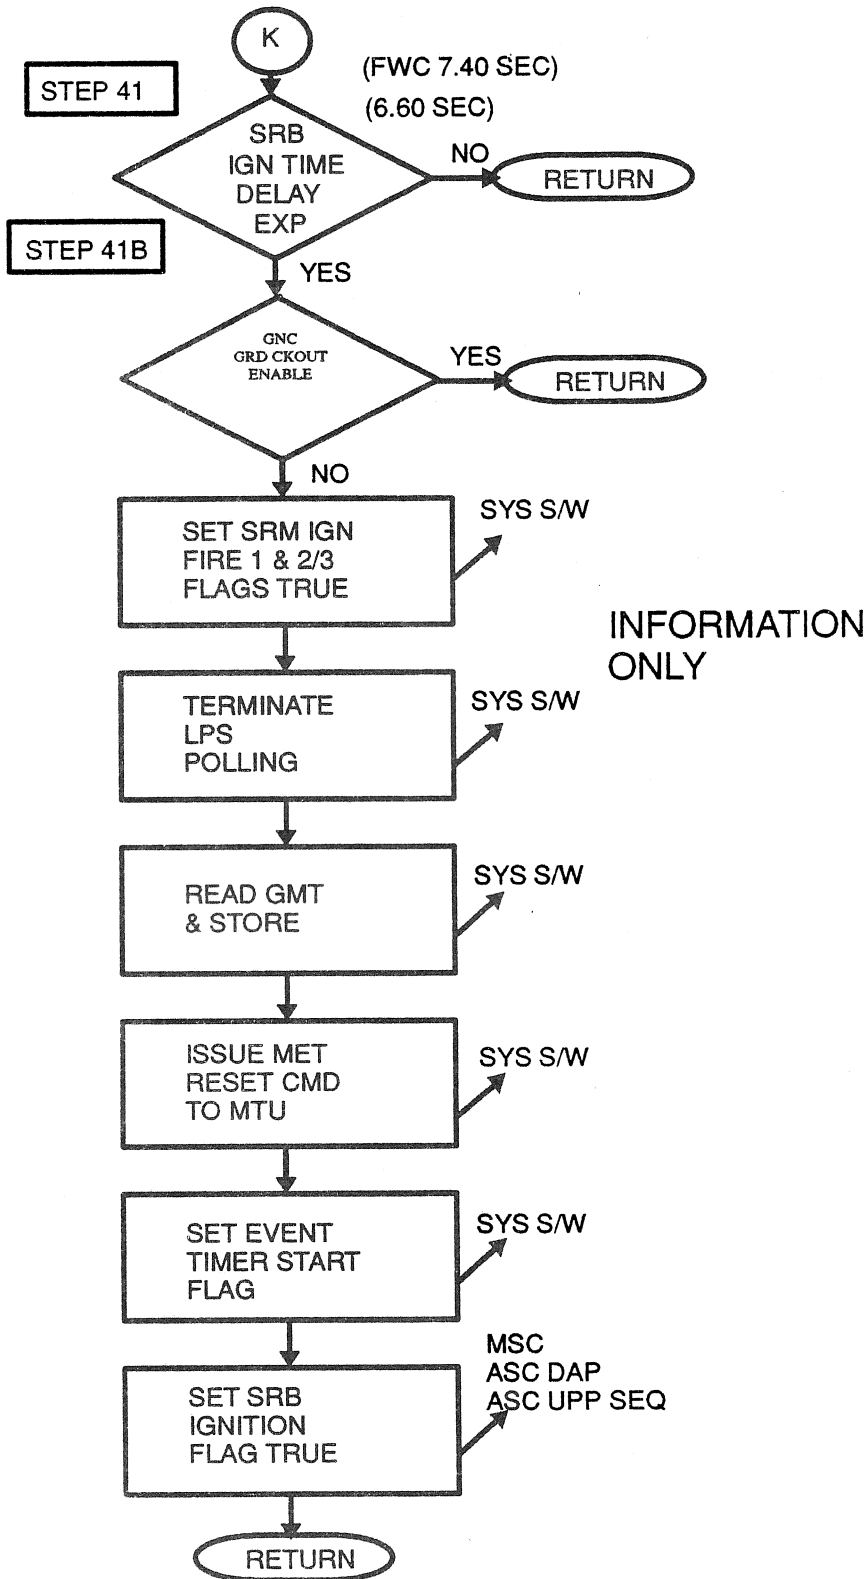 K
(FWC 7.40 SEC)
STEP 41
(6.60 SEC)
SRB
IGN TIME
DELAY
EXP
NO
RETURN
STEP 41B
YES
GNC
GRD CKOUT
ENABLE
YES
RETURN
NO
SET SRM IGN
FIRE 1 & 2/3
FLAGS TRUE
SYS S/W
INFORMATION
ONLY
TERMINATE
LPS
POLLING
SYS S/W
READ GMT
& STORE
SYS S/W
ISSUE MET
RESET CMD
TO MTU
SYS S/W
SET EVENT
TIMER START
FLAG
SYS S/W
SET SRB
IGNITION
FLAG TRUE
MSC
ASC DAP
ASC UPP SEQ
RETURN